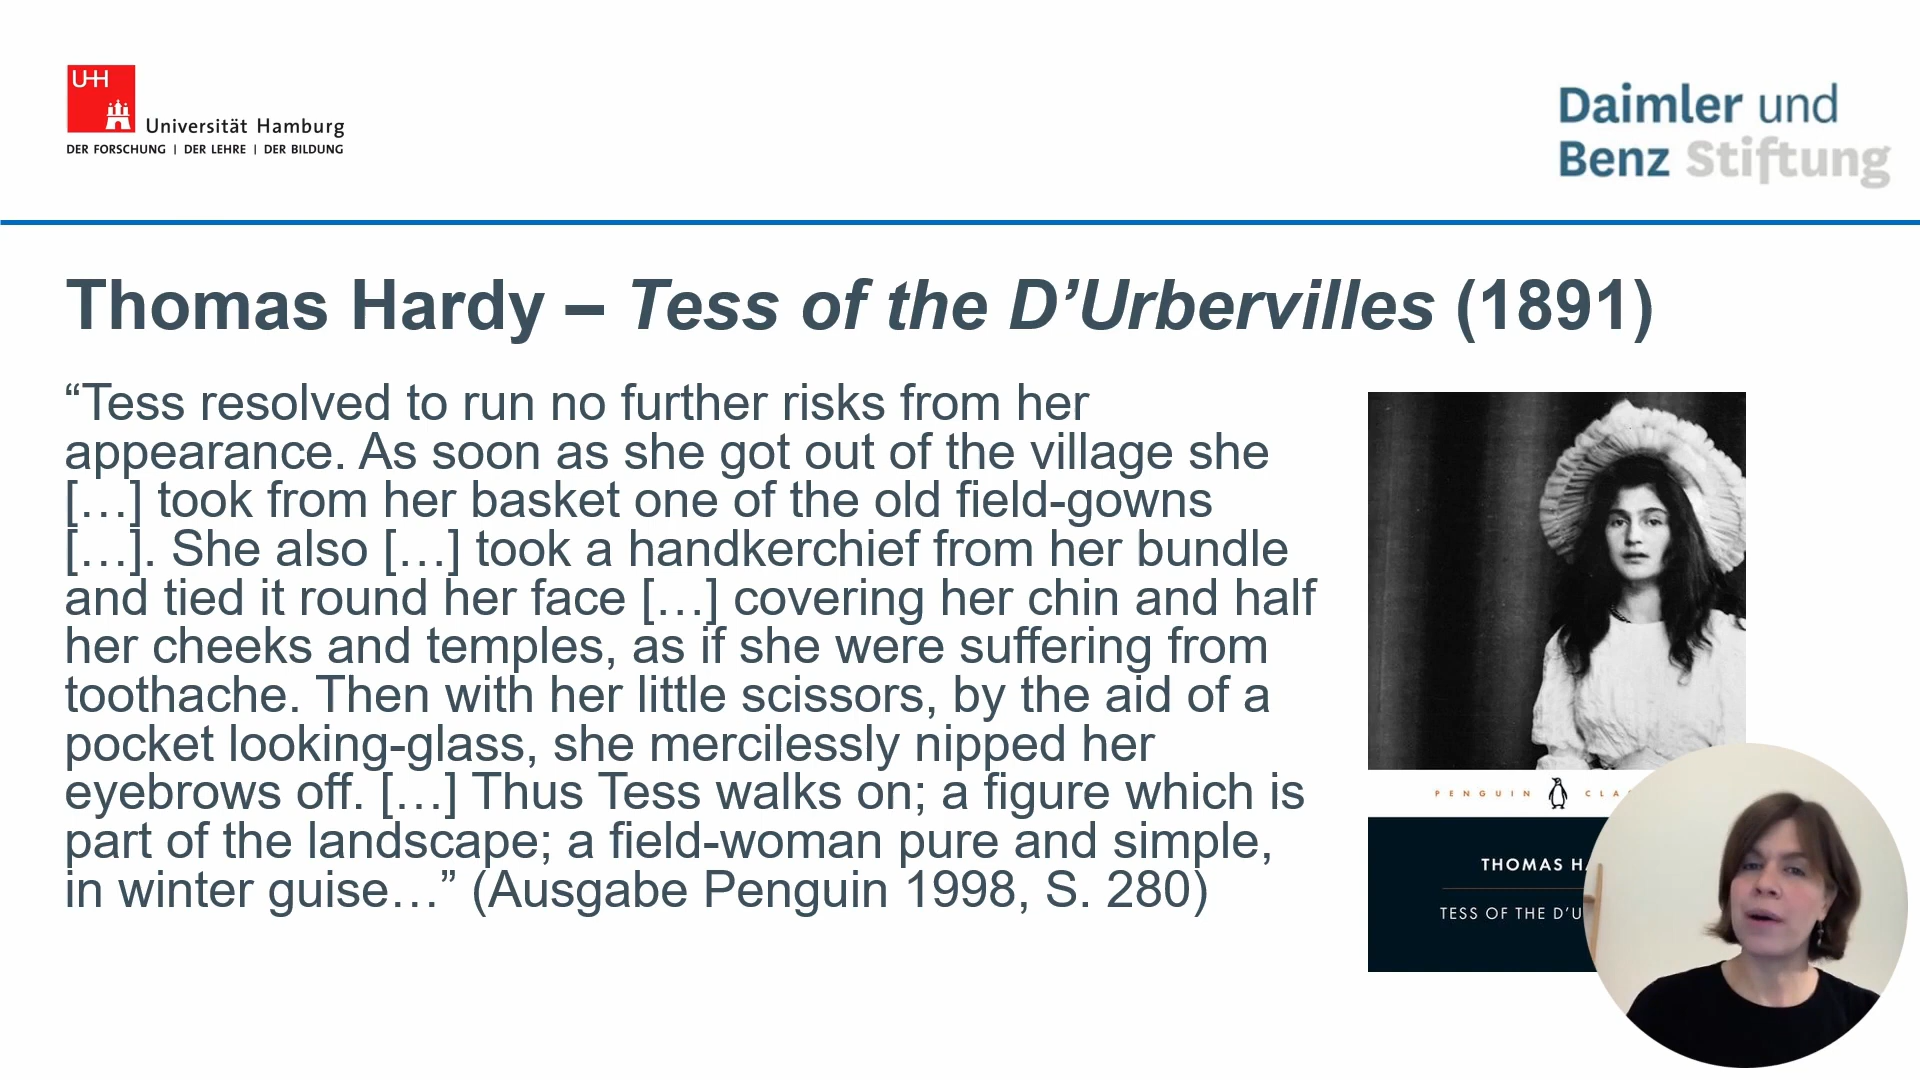 UHH
Universität Hamburg
DER FORSCHUNG | DER LEHRE | DER BILDUNG
Daimler und
Benz Stiftung
Thomas Hardy – Tess of the D’Urbervilles (1891)
“Tess resolved to run no further risks from her
appearance. As soon as she got out of the village she
[…] took from her basket one of the old field-gowns
[…]. She also […] took a handkerchief from her bundle
and tied it round her face […] covering her chin and half
her cheeks and temples, as if she were suffering from
toothache. Then with her little scissors, by the aid of a
pocket looking-glass, she mercilessly nipped her
eyebrows off. […] Thus Tess walks on; a figure which is
part of the landscape; a field-woman pure and simple,
in winter guise…” (Ausgabe Penguin 1998, S. 280)
PENGUIN
THOMAS
TESS OF THE